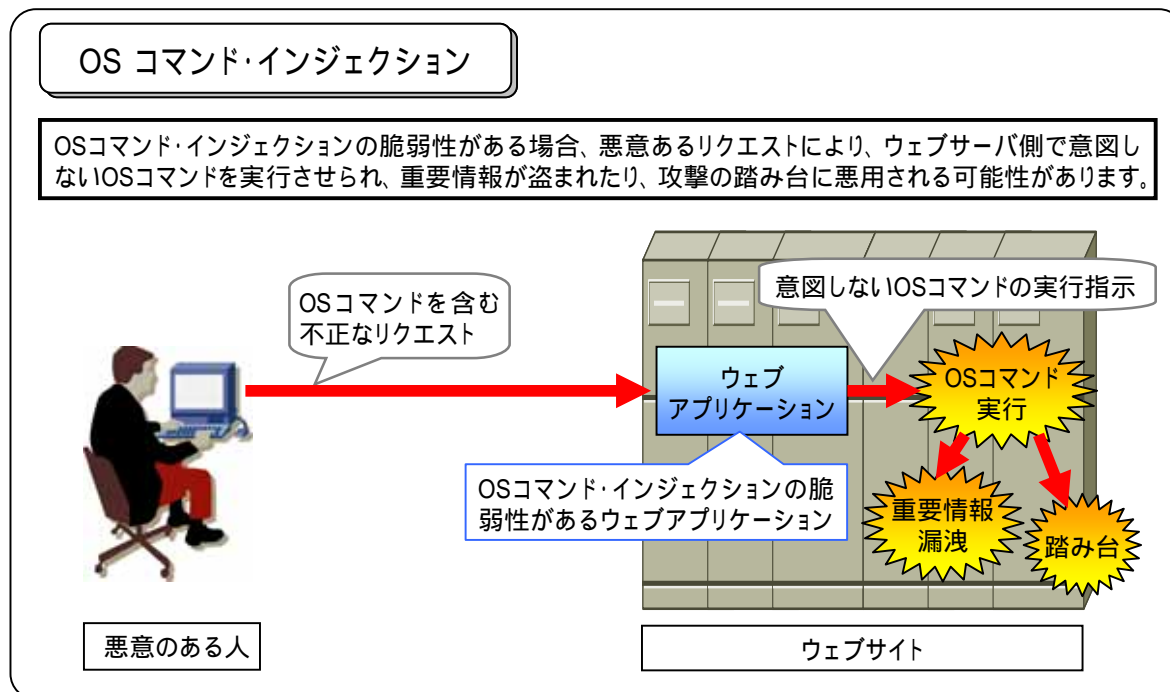 OS コマンド・インジェクション
OSコマンド・インジェクションの脆弱性がある場合、悪意あるリクエストにより、ウェブサーバ側で意図し
ないOSコマンドを実行させられ、重要情報が盗まれたり、攻撃の踏み台に悪用される可能性があります。
OSコマンドを含む
不正なリクエスト
意図しないOSコマンドの実行指示
ウェブ
アプリケーション
OSコマンド
実行
OSコマンド・インジェクションの脆
弱性があるウェブアプリケーション
重要情報
漏洩
踏み台
悪意のある人
ウェブサイト